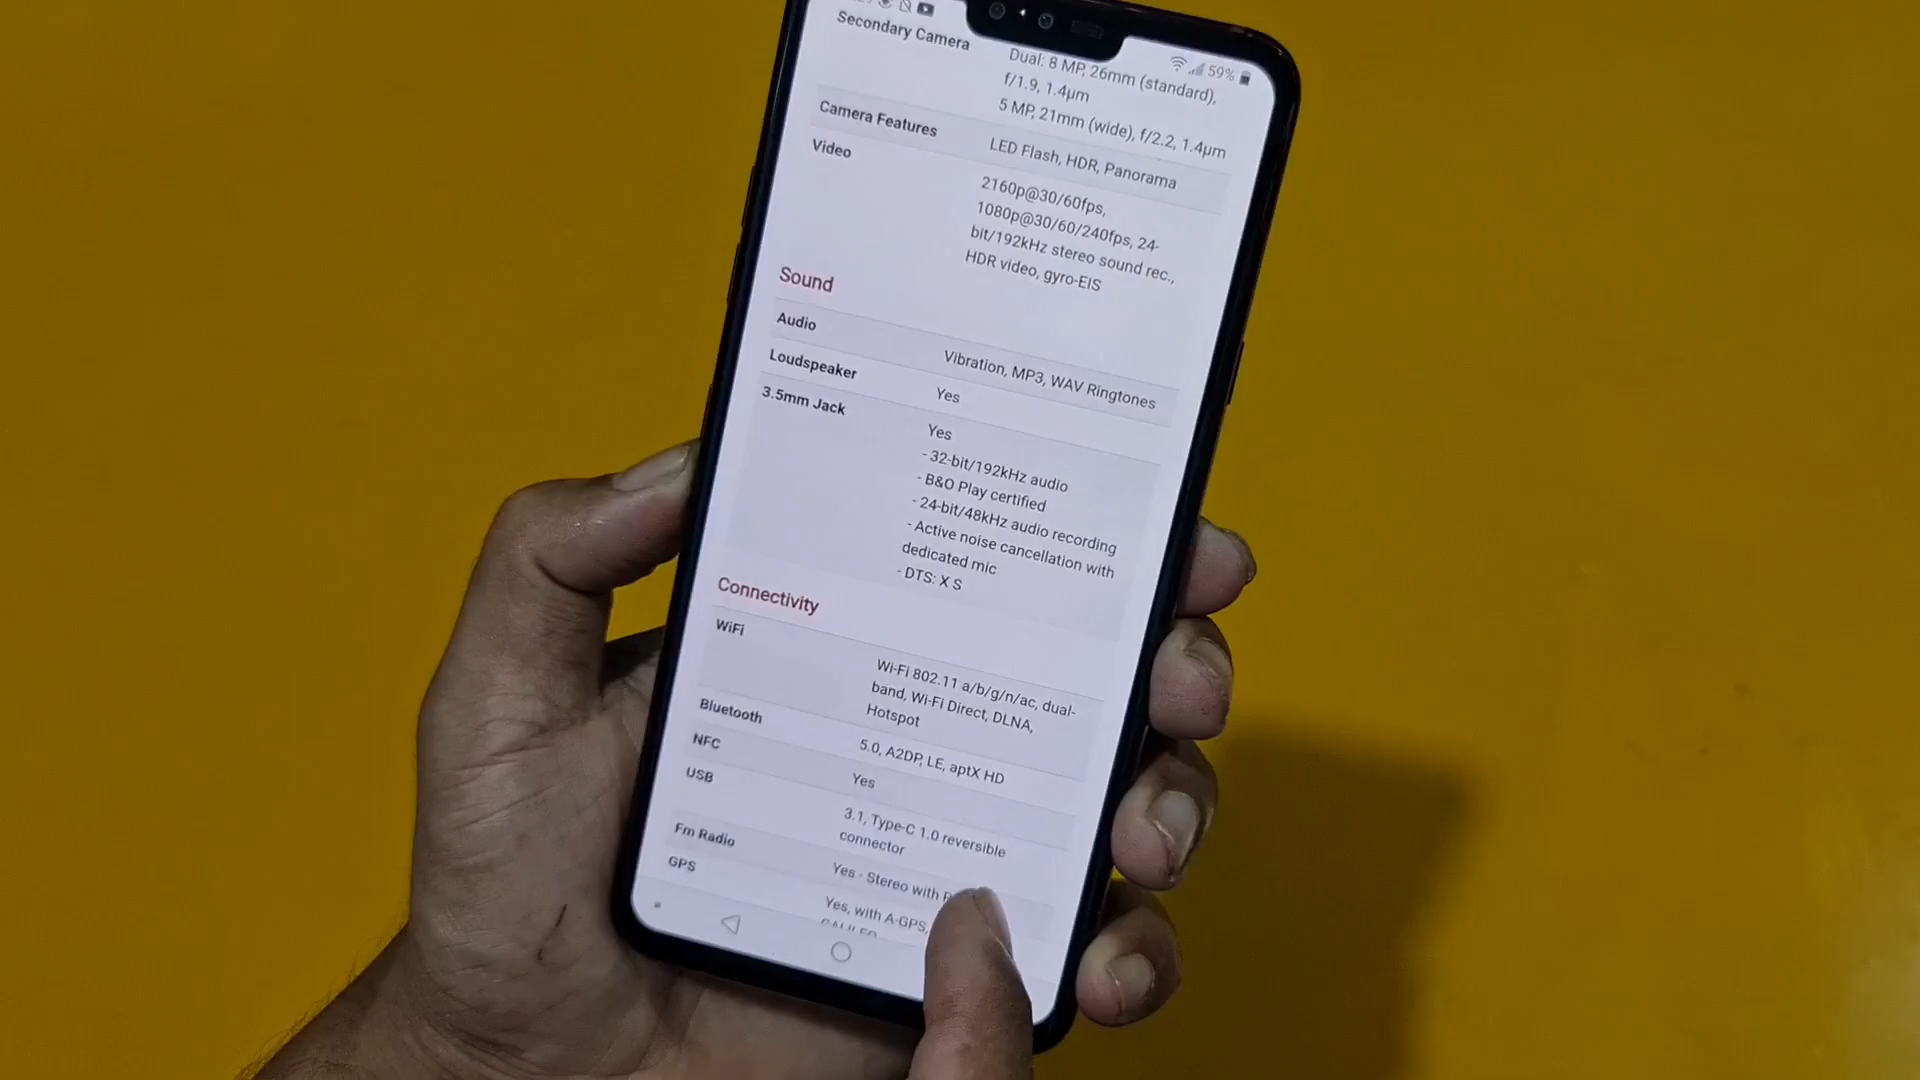 59%
Secondary Camera
Dual: 8 MP, 26mm (standard),
f/1.9, 1.4µm
5 MP, 21mm (wide), f/2.2, 1.4µm
Camera Features
LED Flash, HDR, Panorama
Video
2160p@30/60fps,
1080p@30/60/240fps, 24-
bit/192kHz stereo sound rec.,
HDR video, gyro-EIS
Sound
Audio
Vibration, MP3, WAV Ringtones
Loudspeaker
Yes
3.5mm Jack
Yes
- 32-bit/192kHz audio
- B&O Play certified
- 24-bit/48kHz audio recording
- Active noise cancellation with
dedicated mic
- DTS: X S
Connectivity
WiFi
Wi-Fi 802.11 a/b/g/n/ac, dual-
band, Wi-Fi Direct, DLNA,
Hotspot
Bluetooth
5.0, A2DP, LE, aptX HD
NFC
Yes
USB
3.1, Type-C 1.0 reversible
connector
Fm Radio
Yes - Stereo with
GPS
Yes, with A-GPS,